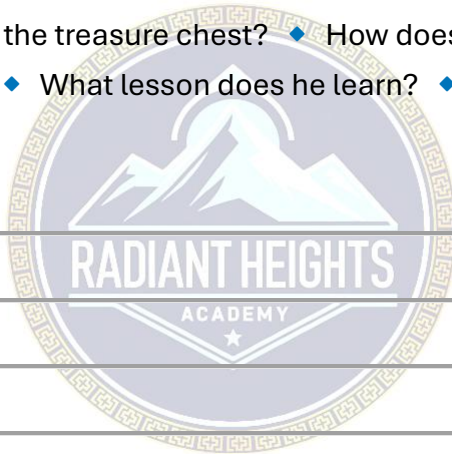 the treasure chest? ◆ How does
◆ What lesson does he learn? ◆
RADIANT HEIGHTS
ACADEMY